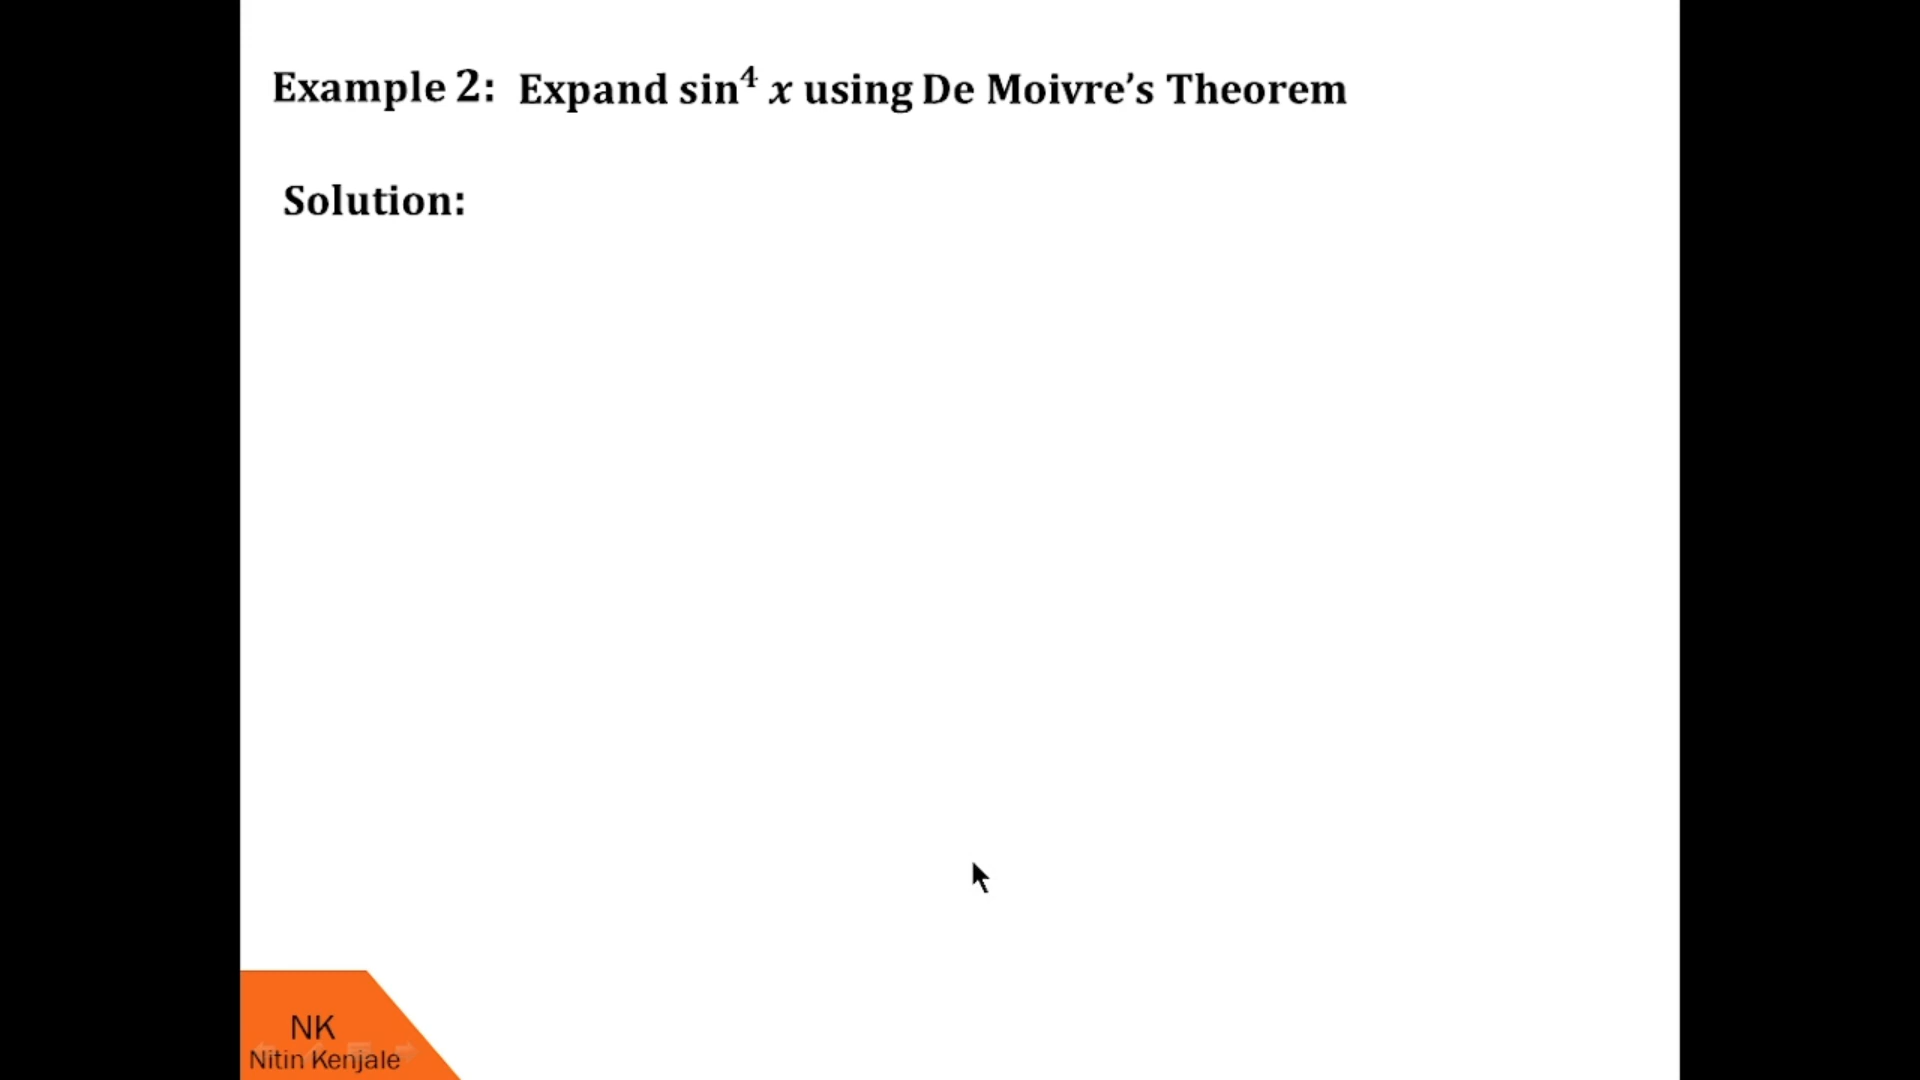 Example 2: Expand sin⁴ x using De Moivre’s Theorem
Solution:
NK
Nitin Kenjale